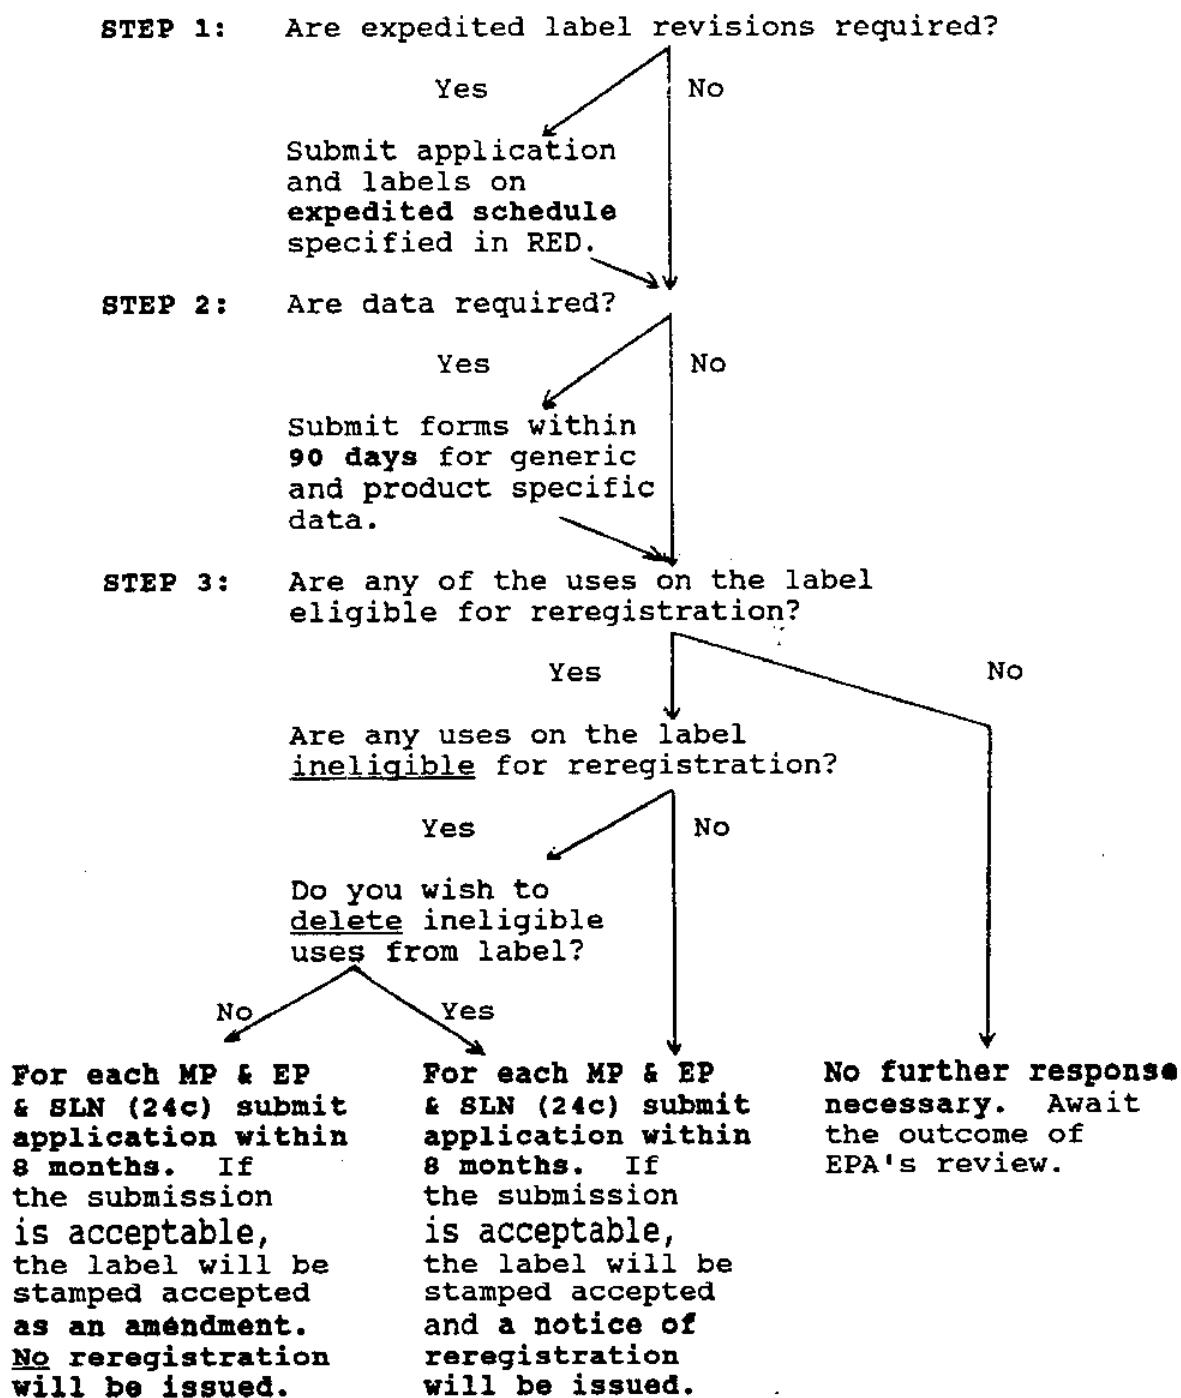 STEP 1: Are expedited label revisions required?
Yes No
Submit application
and labels on
expedited schedule
specified in RED.
STEP 2: Are data required?
Yes No
Submit forms within
90 days for generic
and product specific
data.
STEP 3: Are any of the uses on the label
eligible for reregistration?
Yes No
Are any uses on the label
ineligible for reregistration?
Yes No
Do you wish to
delete ineligible
uses from label?
No Yes
For each MP & EP
& SLN (24c) submit
application within
8 months. If
the submission
is acceptable,
the label will be
stamped accepted
as an amendment.
No reregistration
will be issued.
For each MP & EP
& SLN (24c) submit
application within
8 months. If
the submission
is acceptable,
the label will be
stamped accepted
and a notice of
reregistration
will be issued.
No further response
necessary. Await
the outcome of
EPA's review.